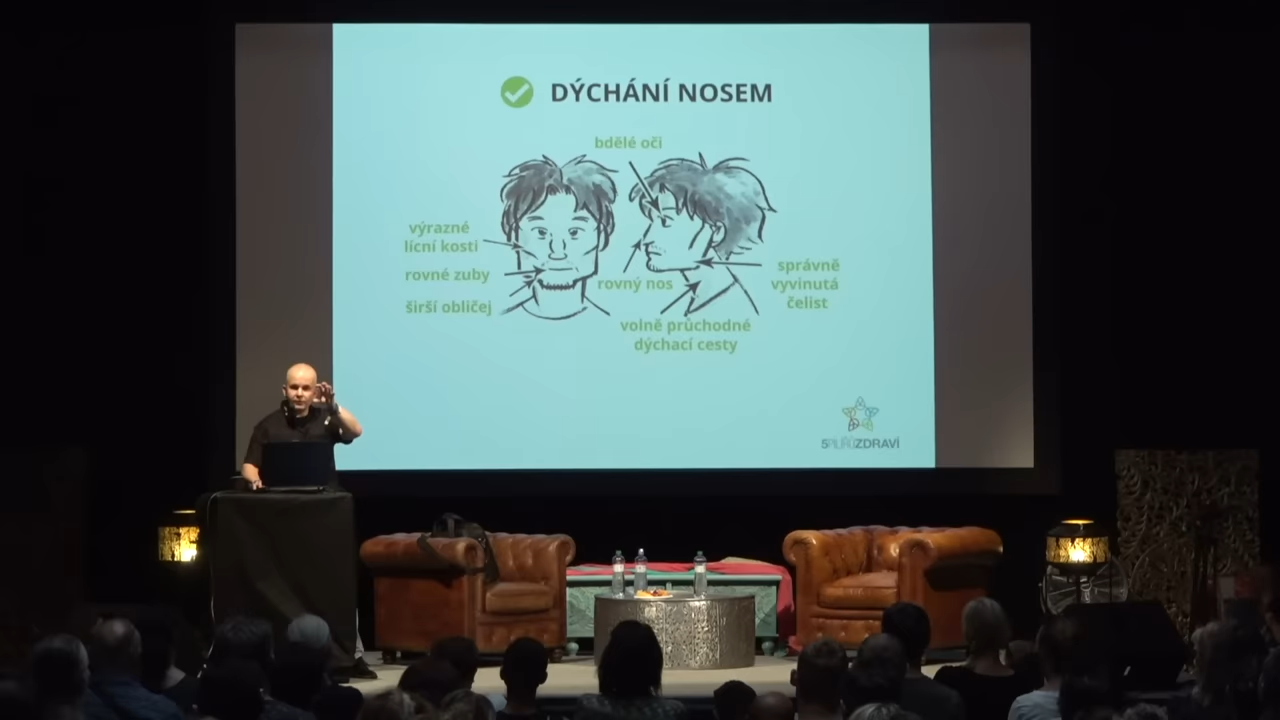 DÝCHÁNÍ NOSEM
bdělé oči
výrazné
lícní kosti
rovné zuby
širší obličej
rovný nos
správně
vyvinutá
čelist
volně průchodné
dýchací cesty
5PILÍŘŮZDRAVÍ